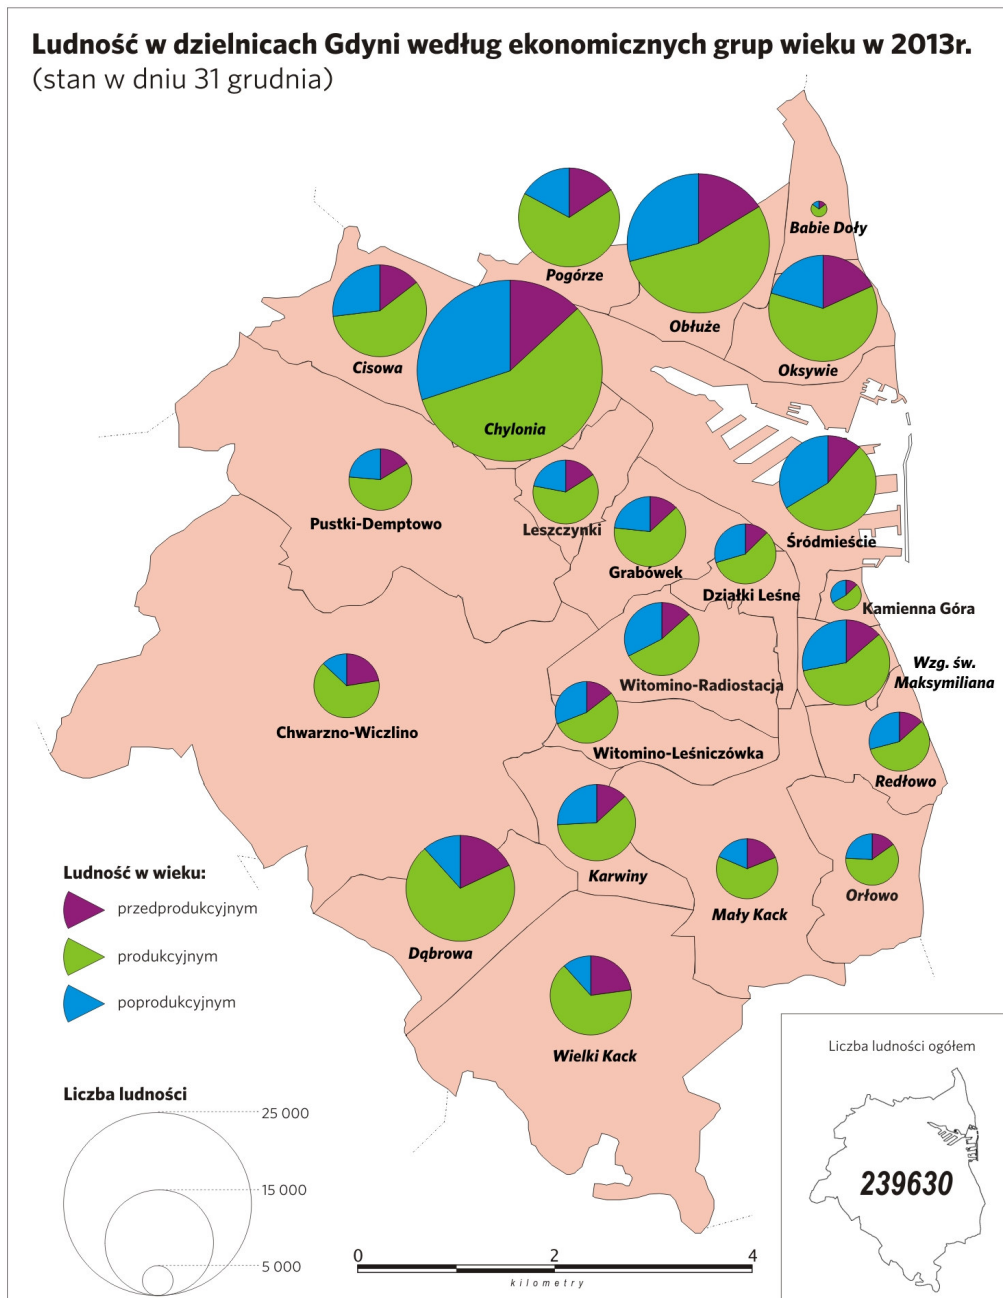 Ludność w dzielnicach Gdyni według ekonomicznych grup wieku w 2013r.
(stan w dniu 31 grudnia)
Babie Doły
Pogórze
Obłuże
Oksywie
Cisowa
Chylonia
Pustki-Demptowo
Leszczynki
Grabówek
Śródmieście
Działki Leśne
Kamienna Góra
Witomino-Radiostacja
Wzg. św.
Maksymiliana
Chwarzno-Wiczlino
Witomino-Leśniczówka
Redłowo
Karwiny
Mały Kack
Orłowo
Dąbrowa
Wielki Kack
Ludność w wieku:
przedprodukcyjnym
produkcyjnym
poprodukcyjnym
Liczba ludności
25 000
15 000
5 000
0 2 4
kilometry
Liczba ludności ogółem
239630